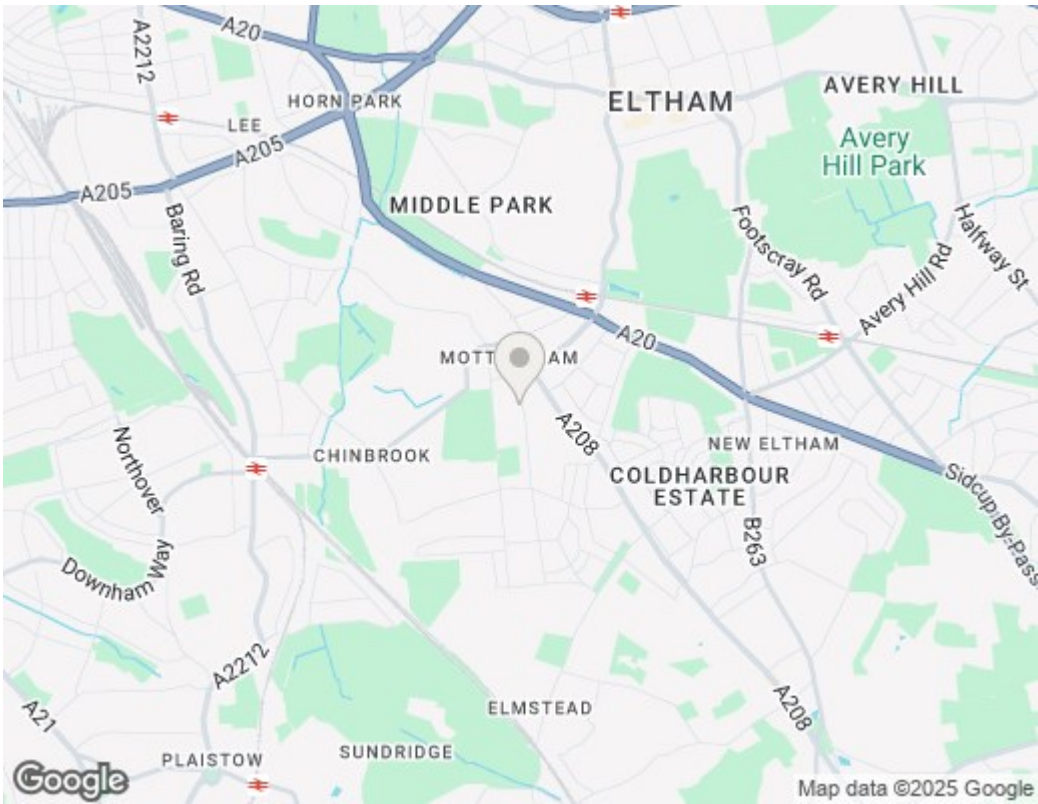 A20
A2212
HORN PARK
LEE
A205
A205
ELTHAM
AVERY HILL
Avery
Hill Park
MIDDLE PARK
Baring Rd
Footscray Rd
Halfway St
Avery Hill Rd
A20
MOTT
AM
A208
CHINBROOK
NEW ELTHAM
COLDHARBOUR
ESTATE
Northover
Sidcup By-Pass
B263
Downham Way
A2212
A21
ELMSTEAD
A208
PLAISTOW
SUNDRIDGE
Google
Map data ©2025 Google